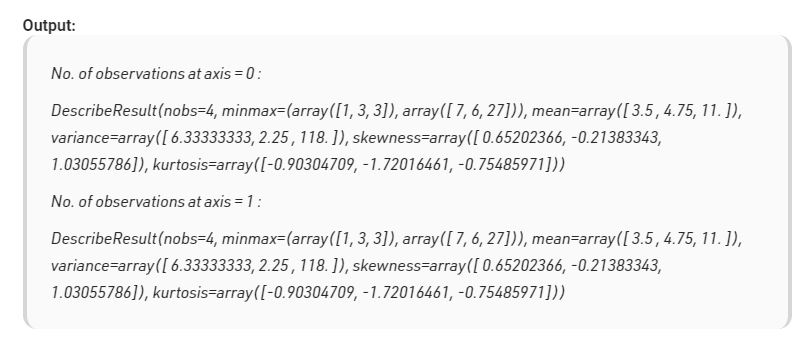 Output:
No. of observations at axis = 0 :
DescribeResult(nobs=4, minmax=(array([1, 3, 3]), array([ 7, 6, 27])), mean=array([ 3.5 , 4.75, 11. ]),
variance=array([ 6.33333333, 2.25 , 118. ]), skewness=array([ 0.65202366, -0.21383343,
1.03055786]), kurtosis=array([-0.90304709, -1.72016461, -0.75485971]))
No. of observations at axis = 1 :
DescribeResult(nobs=4, minmax=(array([1, 3, 3]), array([ 7, 6, 27])), mean=array([ 3.5 , 4.75, 11. ]),
variance=array([ 6.33333333, 2.25 , 118. ]), skewness=array([ 0.65202366, -0.21383343,
1.03055786]), kurtosis=array([-0.90304709, -1.72016461, -0.75485971]))